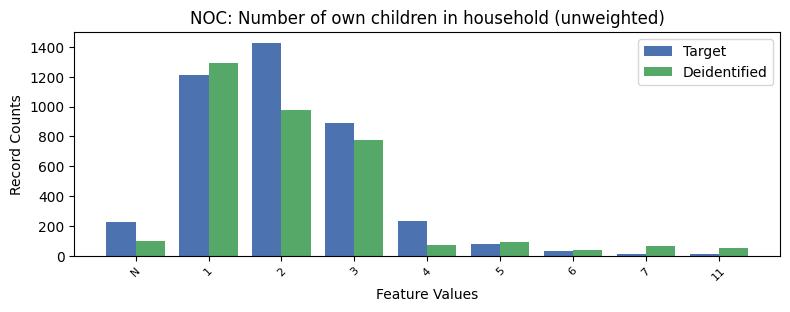 NOC: Number of own children in household (unweighted)
Target
Deidentified
Record Counts
1400
1200
1000
800
600
400
200
0
N 1 2 3 4 5 6 7 11
Feature Values